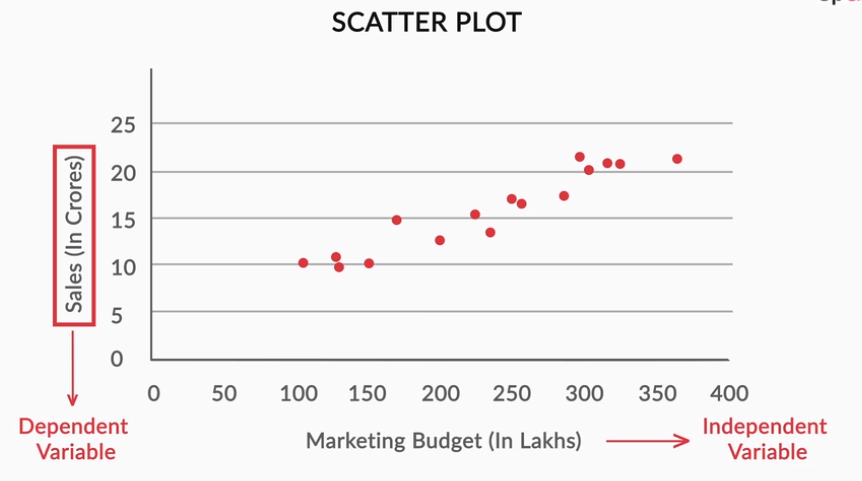 SCATTER PLOT
25
20
15
10
5
0
Sales (In Crores)
0 50 100 150 200 250 300 350 400
Dependent
Variable
Marketing Budget (In Lakhs)
Independent
Variable